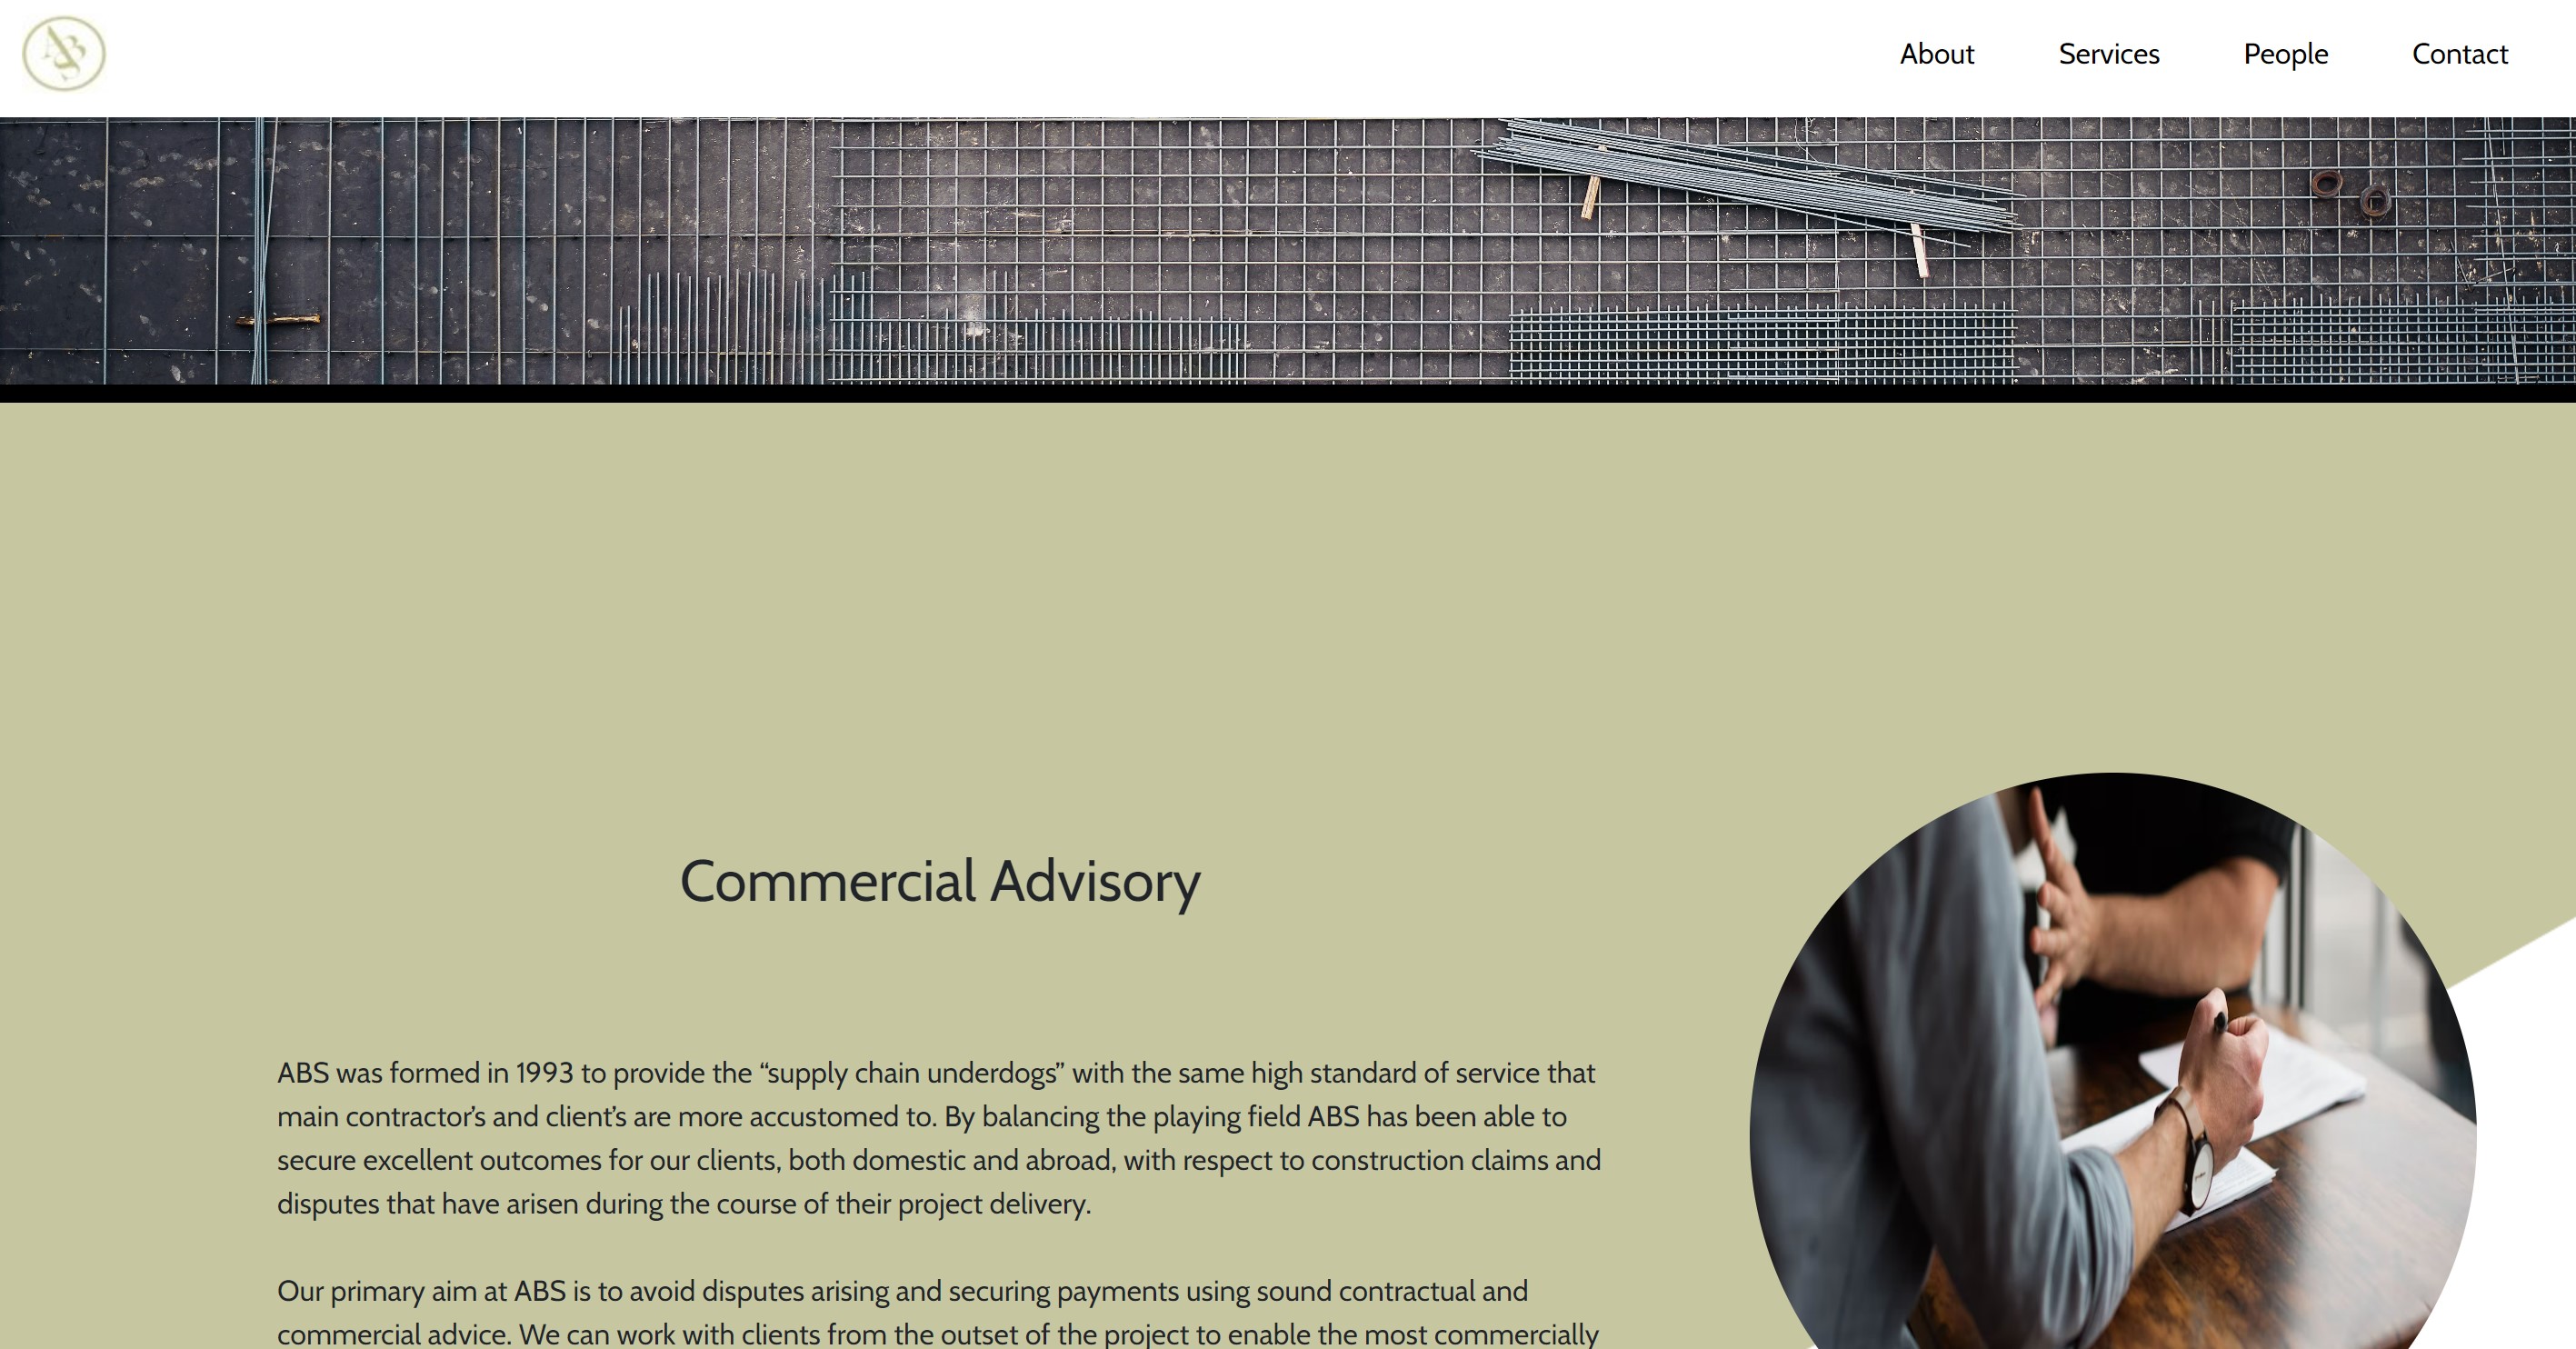 ABS
About
Services
People
Contact
Commercial Advisory
ABS was formed in 1993 to provide the “supply chain underdogs” with the same high standard of service that
main contractor’s and client’s are more accustomed to. By balancing the playing field ABS has been able to
secure excellent outcomes for our clients, both domestic and abroad, with respect to construction claims and
disputes that have arisen during the course of their project delivery.
Our primary aim at ABS is to avoid disputes arising and securing payments using sound contractual and
commercial advice. We can work with clients from the outset of the project to enable the most commercially